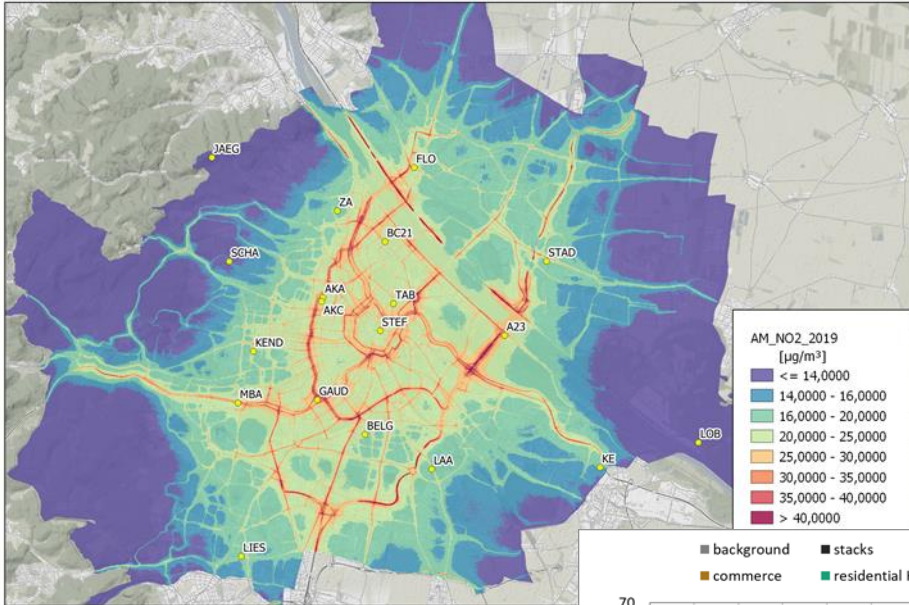 JAEG
FLO
ZA
BC21
SCHA
STAD
AKA
AKC
TAB
STEF
A23
KEND
MBA
GAUD
BELG
LAA
KE
LOB
LIES
AM_NO2_2019
[µg/m³]
<= 14,0000
14,0000 - 16,0000
16,0000 - 20,0000
20,0000 - 25,0000
25,0000 - 30,0000
30,0000 - 35,0000
35,0000 - 40,0000
> 40,0000
background stacks
commerce residential
70